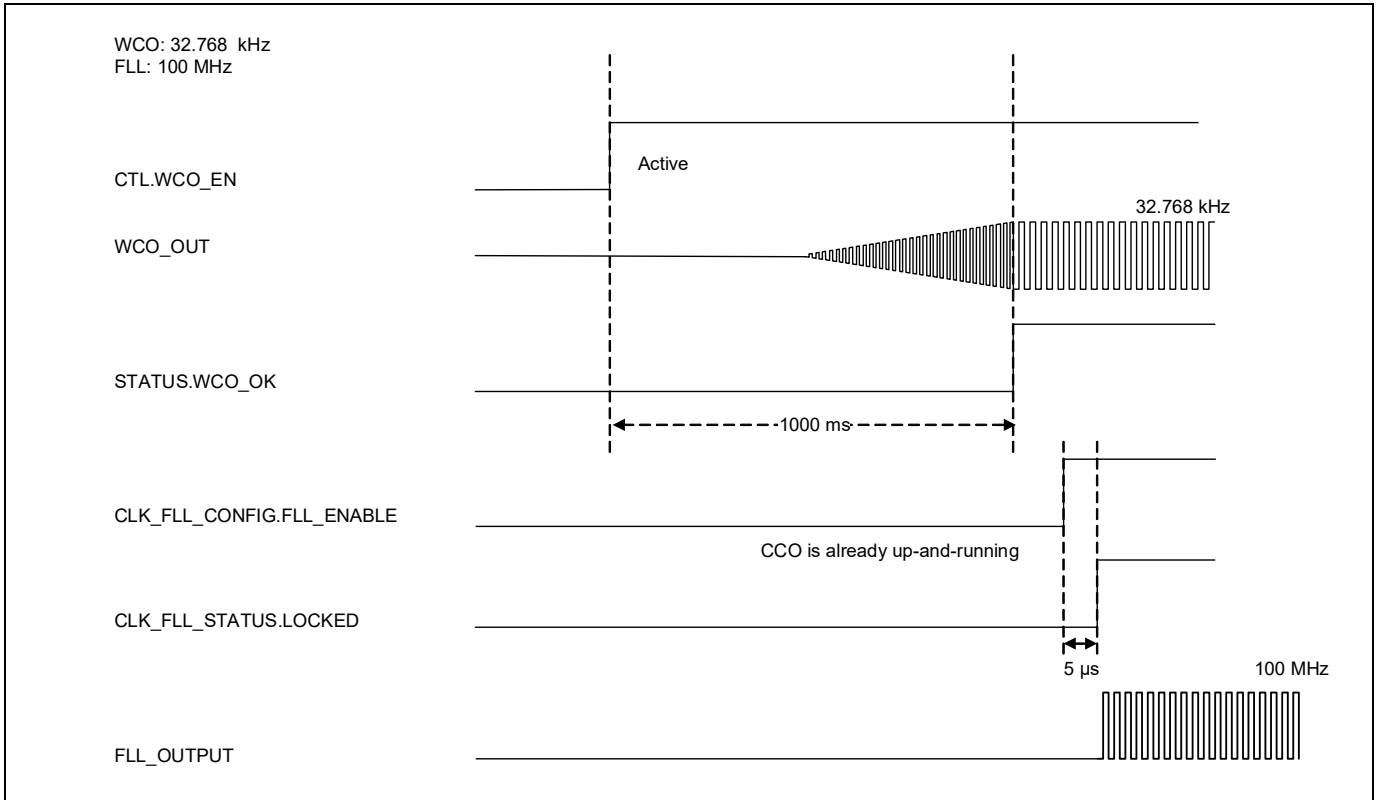 WCO: 32.768 kHz
FLL: 100 MHz
Active
CTL.WCO_EN
32.768 kHz
WCO_OUT
STATUS.WCO_OK
1000 ms
CLK_FLL_CONFIG.FLL_ENABLE
CCO is already up-and-running
CLK_FLL_STATUS.LOCKED
5 µs
100 MHz
FLL_OUTPUT